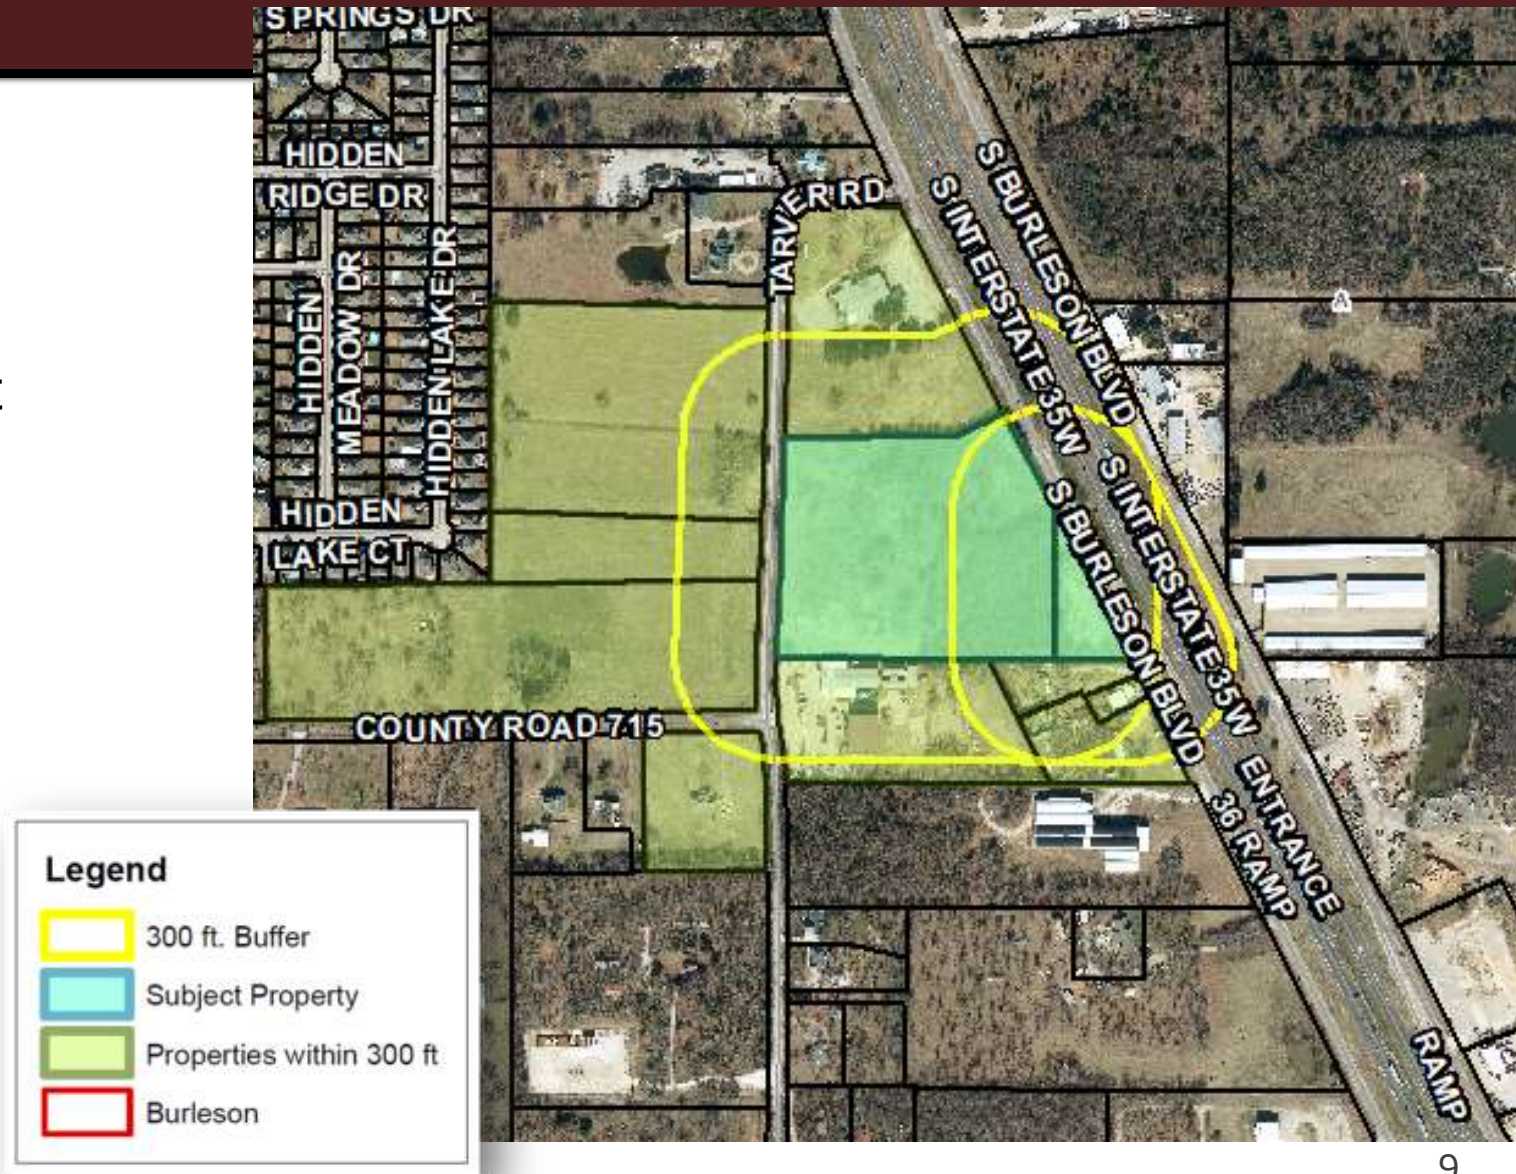 SPRINGS DR
HIDDEN
RIDGE DR
TARVER RD
S BURLESON BLVD
S INTERSTATE 35W
HIDDEN
MEADOW DR
HIDDEN LAKE DR
A
S INTERSTATE 35W
S BURLESON BLVD
HIDDEN
LAKE CT
COUNTY ROAD 715
ENTRANCE
36 RAMP
RAMP
Legend
300 ft. Buffer
Subject Property
Properties within 300 ft
Burleson
9